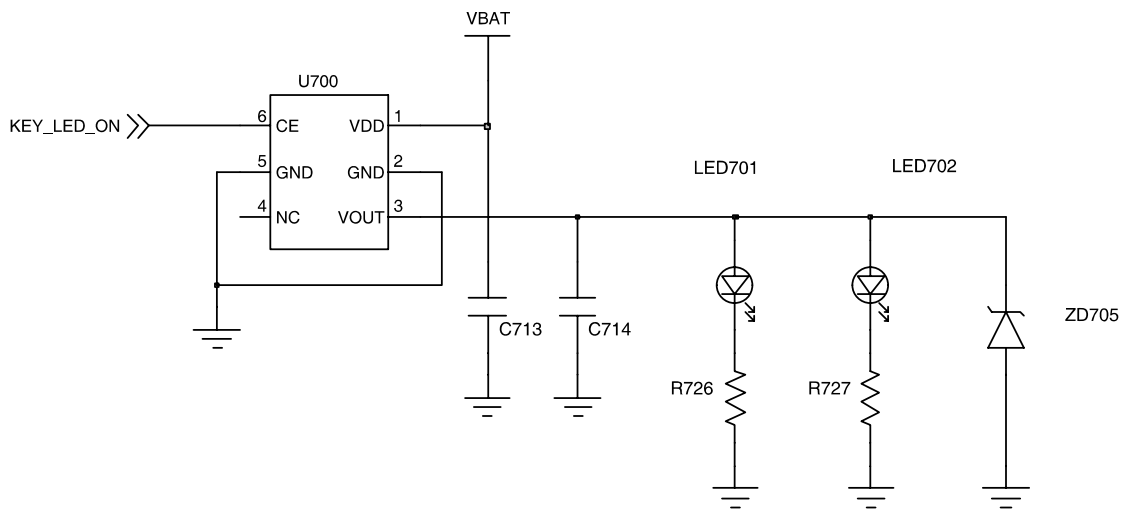 VBAT
U700
KEY_LED_ON
6
CE
VDD
1
5
GND
GND
2
4
NC
VOUT
3
LED701
LED702
C713
C714
ZD705
R726
R727